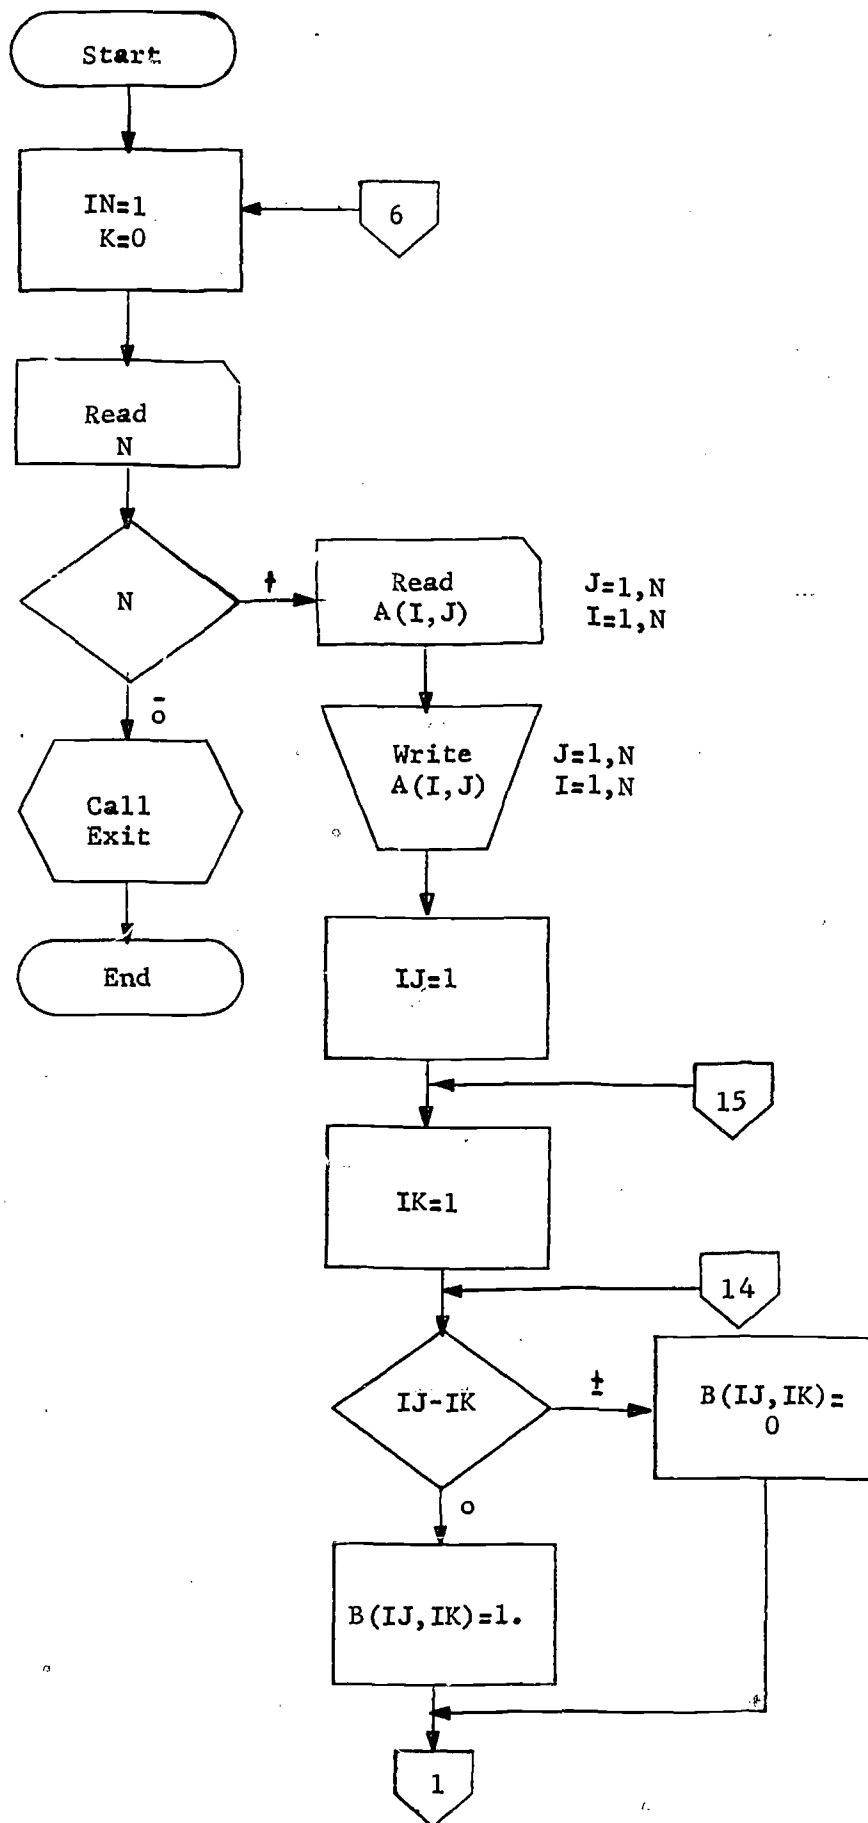 Start
IN=1
K=0
6
Read
N
N
+
Read
A(I,J)
J=1,N
I=1,N
-
o
Write
A(I,J)
J=1,N
I=1,N
Call
Exit
End
IJ=1
15
IK=1
14
IJ-IK
±
B(IJ,IK)=
0
o
B(IJ,IK)=1.
1